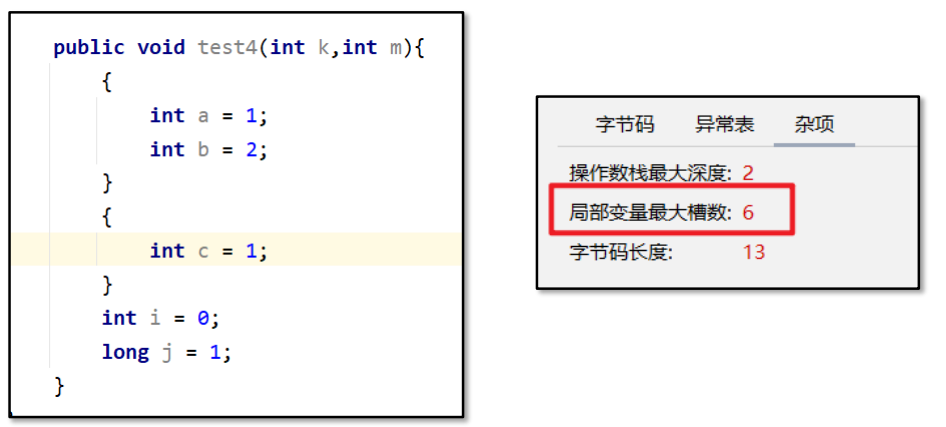 public void test4(int k,int m){
{
int a = 1;
int b = 2;
}
{
int c = 1;
}
int i = 0;
long j = 1;
}
字节码 异常表 杂项
操作数栈最大深度: 2
局部变量最大槽数: 6
字节码长度: 13